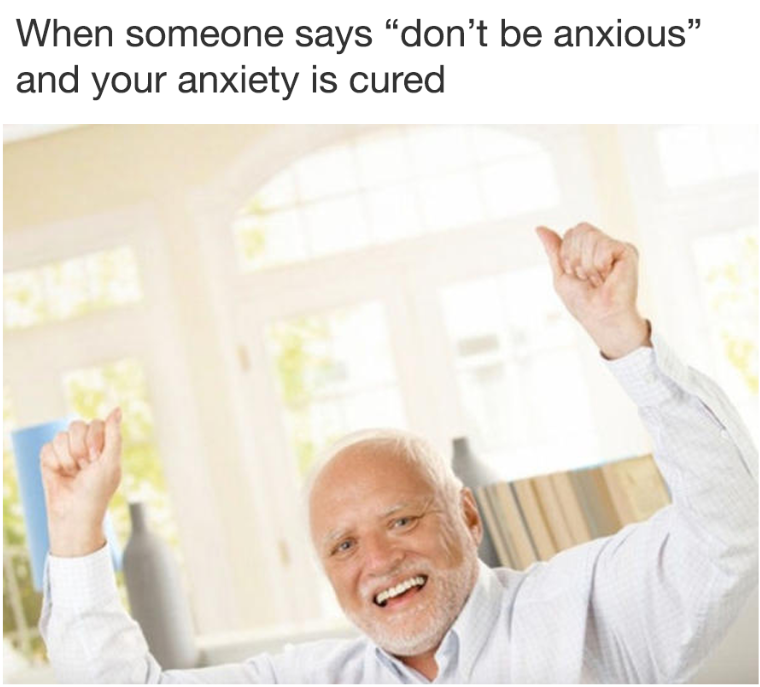 When someone says “don’t be anxious”
and your anxiety is cured